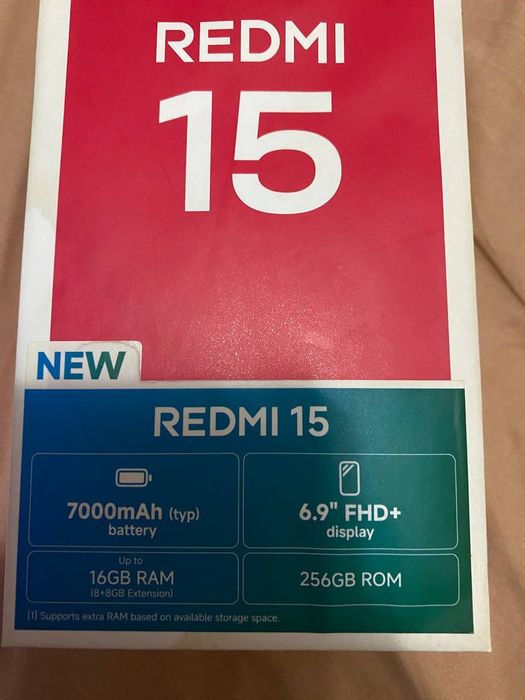 REDMI
15
NEW
REDMI 15
7000mAh (typ)
battery
6.9" FHD+
display
Up to
16GB RAM
(8+8GB Extension)
256GB ROM
[1] Supports extra RAM based on available storage space.